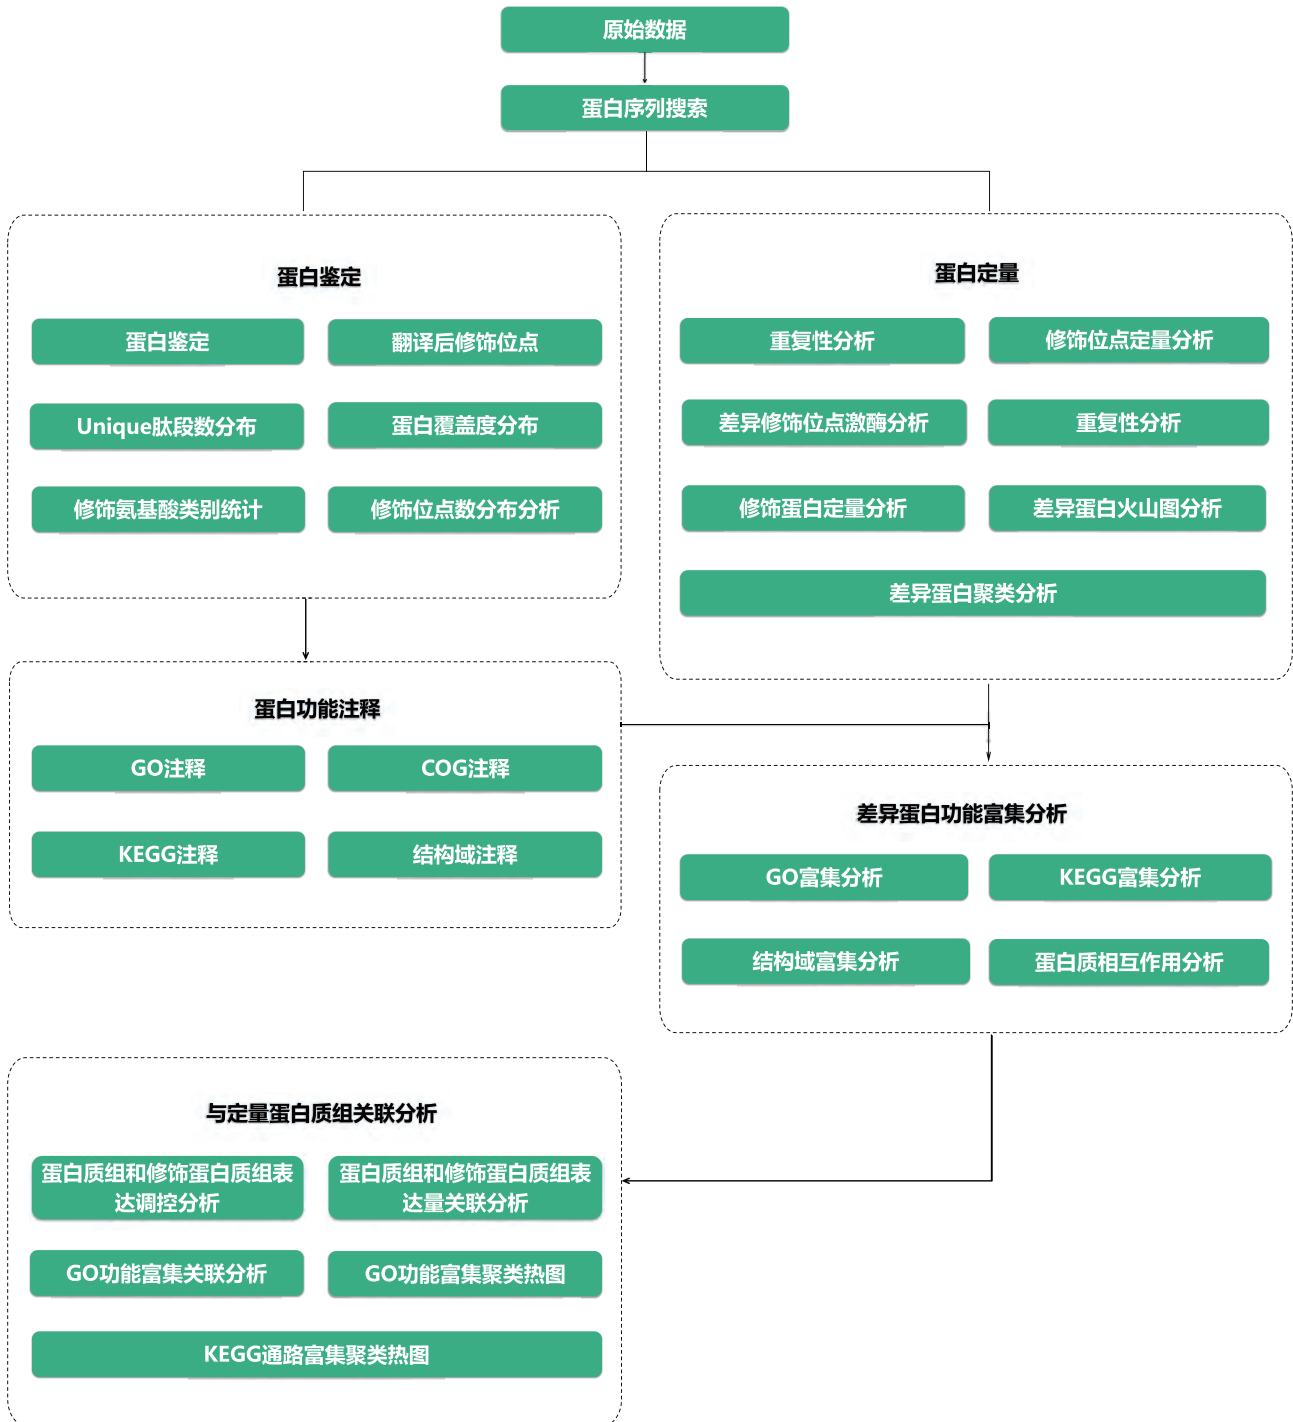 原始数据
蛋白序列搜索
蛋白鉴定
蛋白鉴定
翻译后修饰位点
Unique肽段数分布
蛋白覆盖度分布
修饰氨基酸类别统计
修饰位点数分布分析
蛋白定量
重复性分析
修饰位点定量分析
差异修饰位点激酶分析
重复性分析
修饰蛋白定量分析
差异蛋白火山图分析
差异蛋白聚类分析
蛋白功能注释
GO注释
COG注释
KEGG注释
结构域注释
差异蛋白功能富集分析
GO富集分析
KEGG富集分析
结构域富集分析
蛋白质相互作用分析
与定量蛋白质组关联分析
蛋白质组和修饰蛋白质组表
达调控分析
蛋白质组和修饰蛋白质组表
达量关联分析
GO功能富集关联分析
GO功能富集聚类热图
KEGG通路富集聚类热图